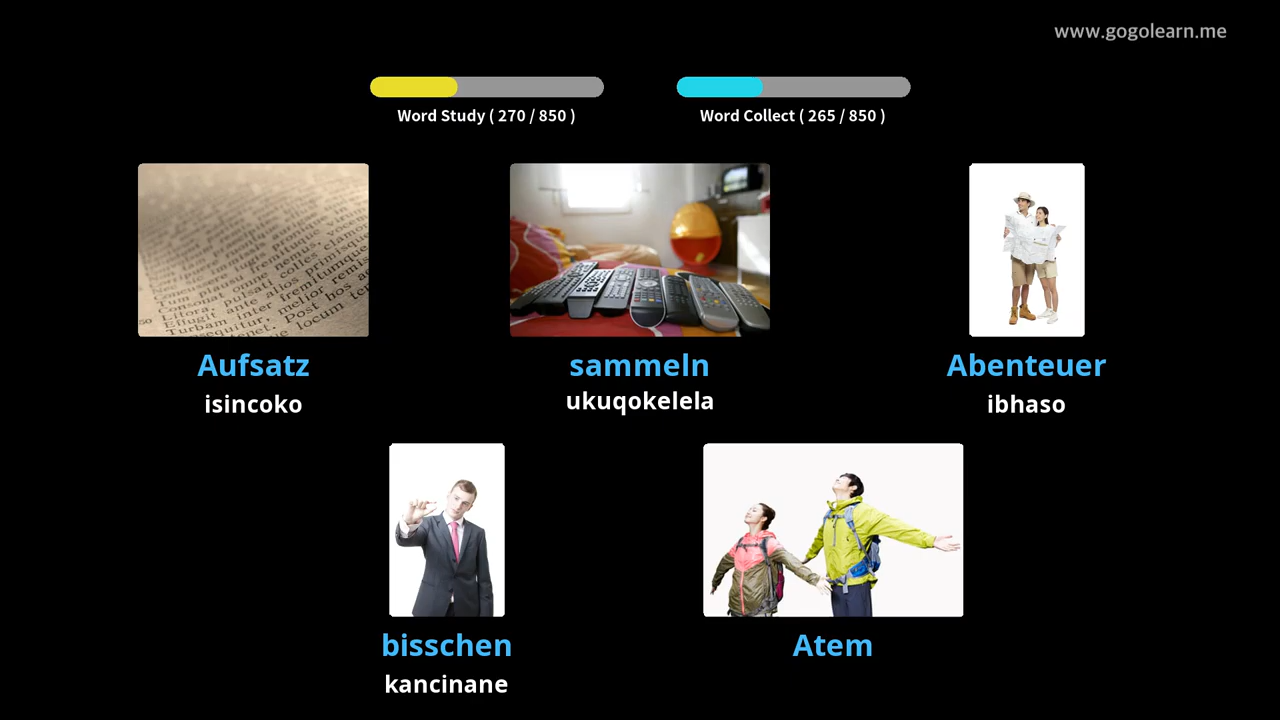 www.gogolearn.me
Word Study ( 270 / 850 )
Word Collect ( 265 / 850 )
Aufsatz
isincoko
sammeln
ukuqokelela
Abenteuer
ibhaso
bisschen
kancinane
Atem